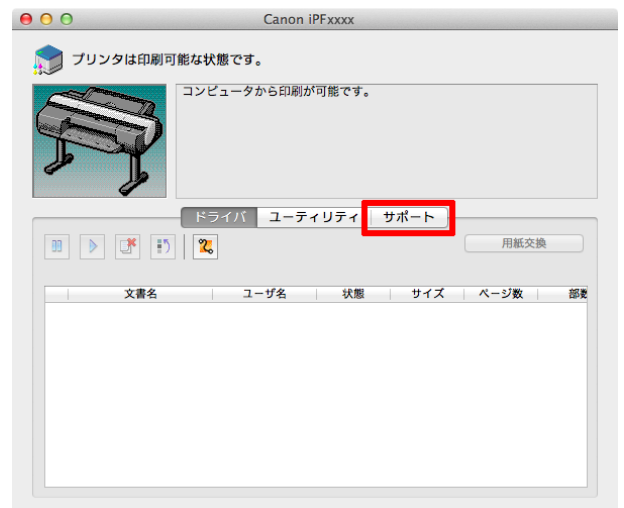 Canon iPFxxxx
プリンタは印刷可能な状態です。
コンピュータから印刷が可能です。
ドライバ ユーティリティ サポート
用紙交換
文書名 ユーザ名 状態 サイズ ページ数 部数